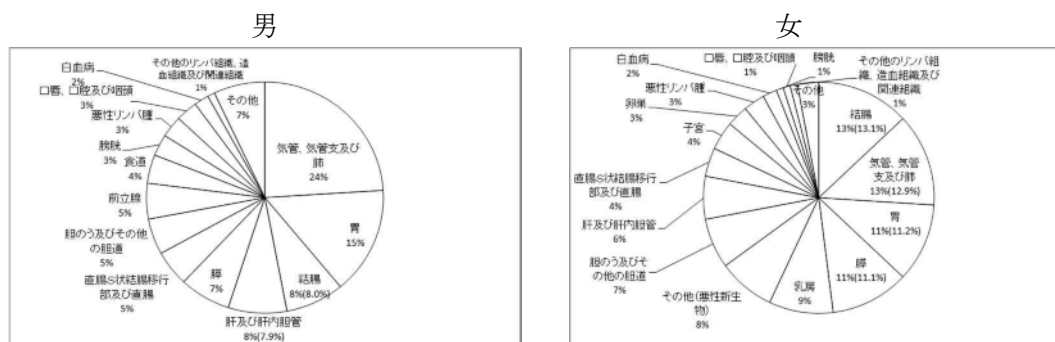 男
気管、気管支及び
肺
24%
胃
15%
結腸
8%(8.0%)
肝及び肝内胆管
8%(7.9%)
膵
7%
直腸S状結腸移行
部及び直腸
5%
胆のう及びその他
の胆道
5%
前立腺
5%
食道
4%
膀胱
3%
悪性リンパ腫
3%
口唇、口腔及び咽頭
3%
白血病
2%
その他のリンパ組織、造
血組織及び関連組織
1%
その他
7%
女
結腸
13%(13.1%)
気管、気管
支及び肺
13%(12.9%)
胃
11%(11.2%)
膵
11%(11.1%)
乳房
9%
その他(悪性新生
物)
8%
胆のう及びそ
の他の胆道
7%
肝及び肝内胆管
6%
直腸S状結腸移行
部及び直腸
4%
子宮
4%
卵巣
3%
悪性リンパ腫
3%
白血病
2%
口唇、口腔及び咽頭
1%
膀胱
1%
その他のリンパ組
織、造血組織及び
関連組織
1%
その他
3%